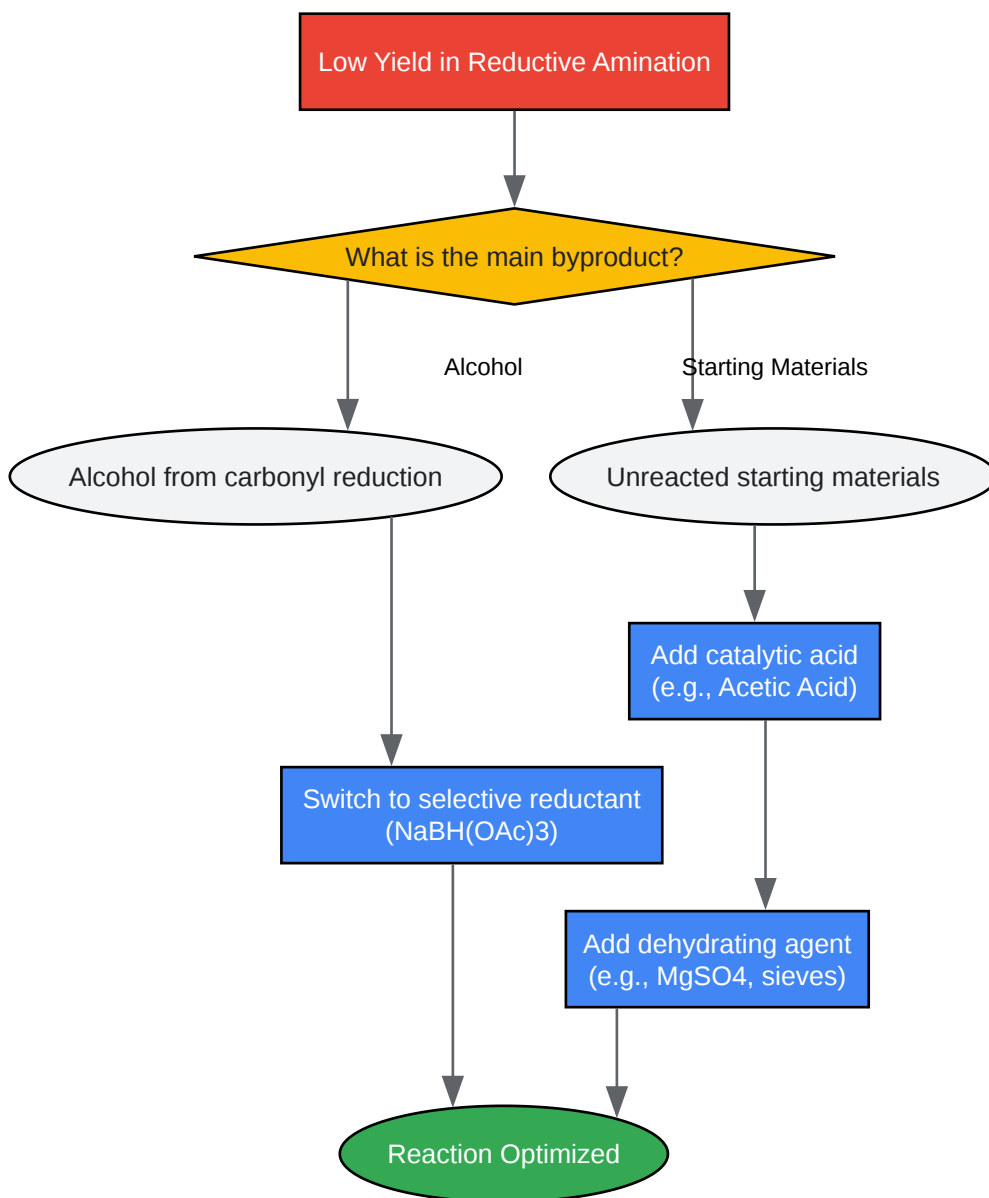 Low Yield in Reductive Amination
What is the main byproduct?
Alcohol
Starting Materials
Alcohol from carbonyl reduction
Unreacted starting materials
Add catalytic acid
(e.g., Acetic Acid)
Switch to selective reductant
(NaBH(OAc)3)
Add dehydrating agent
(e.g., MgSO4, sieves)
Reaction Optimized